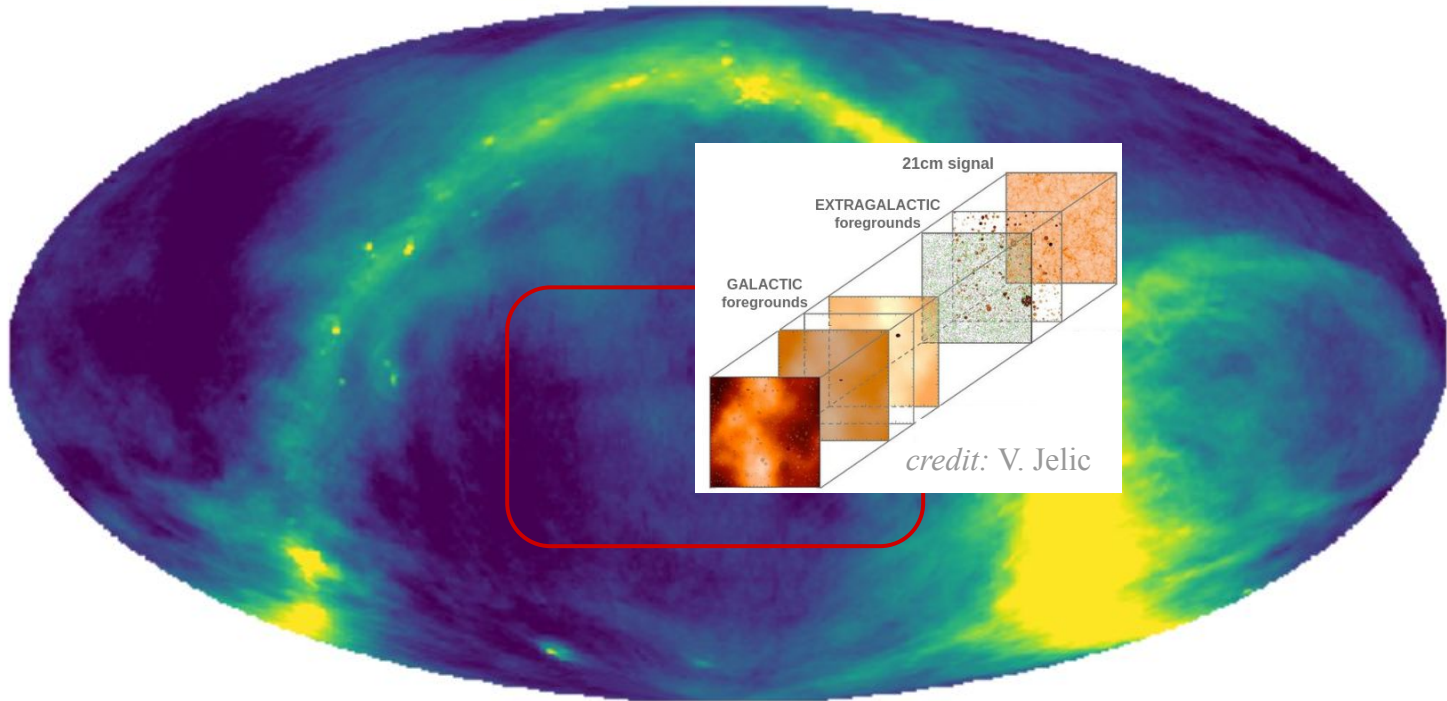 21cm signal
EXTRAGALACTIC
foregrounds
GALACTIC
foregrounds
credit: V. Jelic